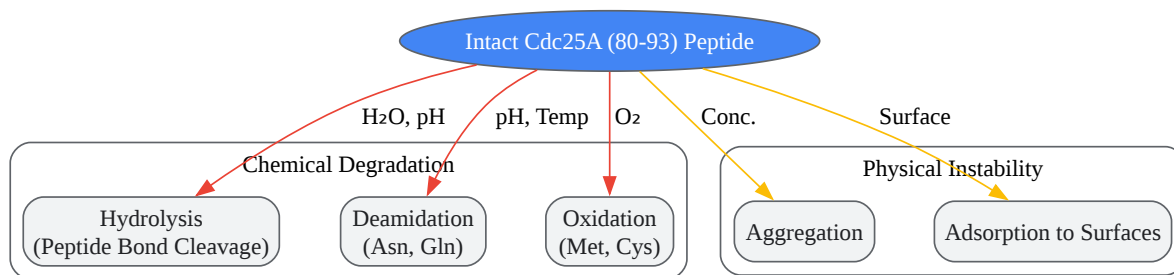 Intact Cdc25A (80-93) Peptide
H₂O, pH
pH, Temp
O₂
Conc.
Surface
Chemical Degradation
Physical Instability
Hydrolysis
(Peptide Bond Cleavage)
Deamidation
(Asn, Gln)
Oxidation
(Met, Cys)
Aggregation
Adsorption to Surfaces